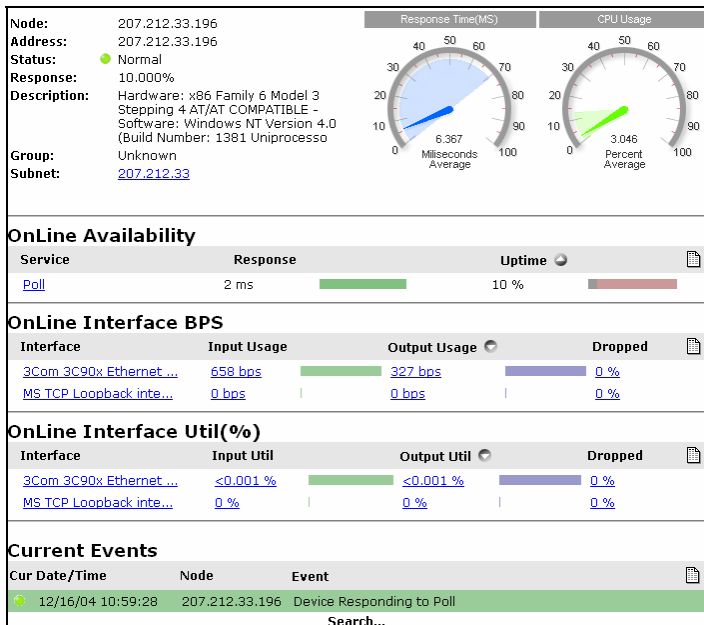 Node: 207.212.33.196
Address: 207.212.33.196
Status: Normal
Response: 10.000%
Description: Hardware: x86 Family 6 Model 3
Stepping 4 AT/AT COMPATIBLE -
Software: Windows NT Version 4.0
(Build Number: 1381 Uniprocesso
Group: Unknown
Subnet: 207.212.33
Response Time(MS)
0 10 20 30 40 50 60 70 80 90 100
6.367
Miliseconds
Average
CPU Usage
0 10 20 30 40 50 60 70 80 90 100
3.046
Percent
Average
OnLine Availability
Service Response Uptime
Poll 2 ms 10 %
OnLine Interface BPS
Interface Input Usage Output Usage Dropped
3Com 3C90x Ethernet ... 658 bps 327 bps 0 %
MS TCP Loopback inte... 0 bps 0 bps 0 %
OnLine Interface Util(%)
Interface Input Util Output Util Dropped
3Com 3C90x Ethernet ... <0.001 % <0.001 % 0 %
MS TCP Loopback inte... 0 % 0 % 0 %
Current Events
Cur Date/Time Node Event
12/16/04 10:59:28 207.212.33.196 Device Responding to Poll
Search...